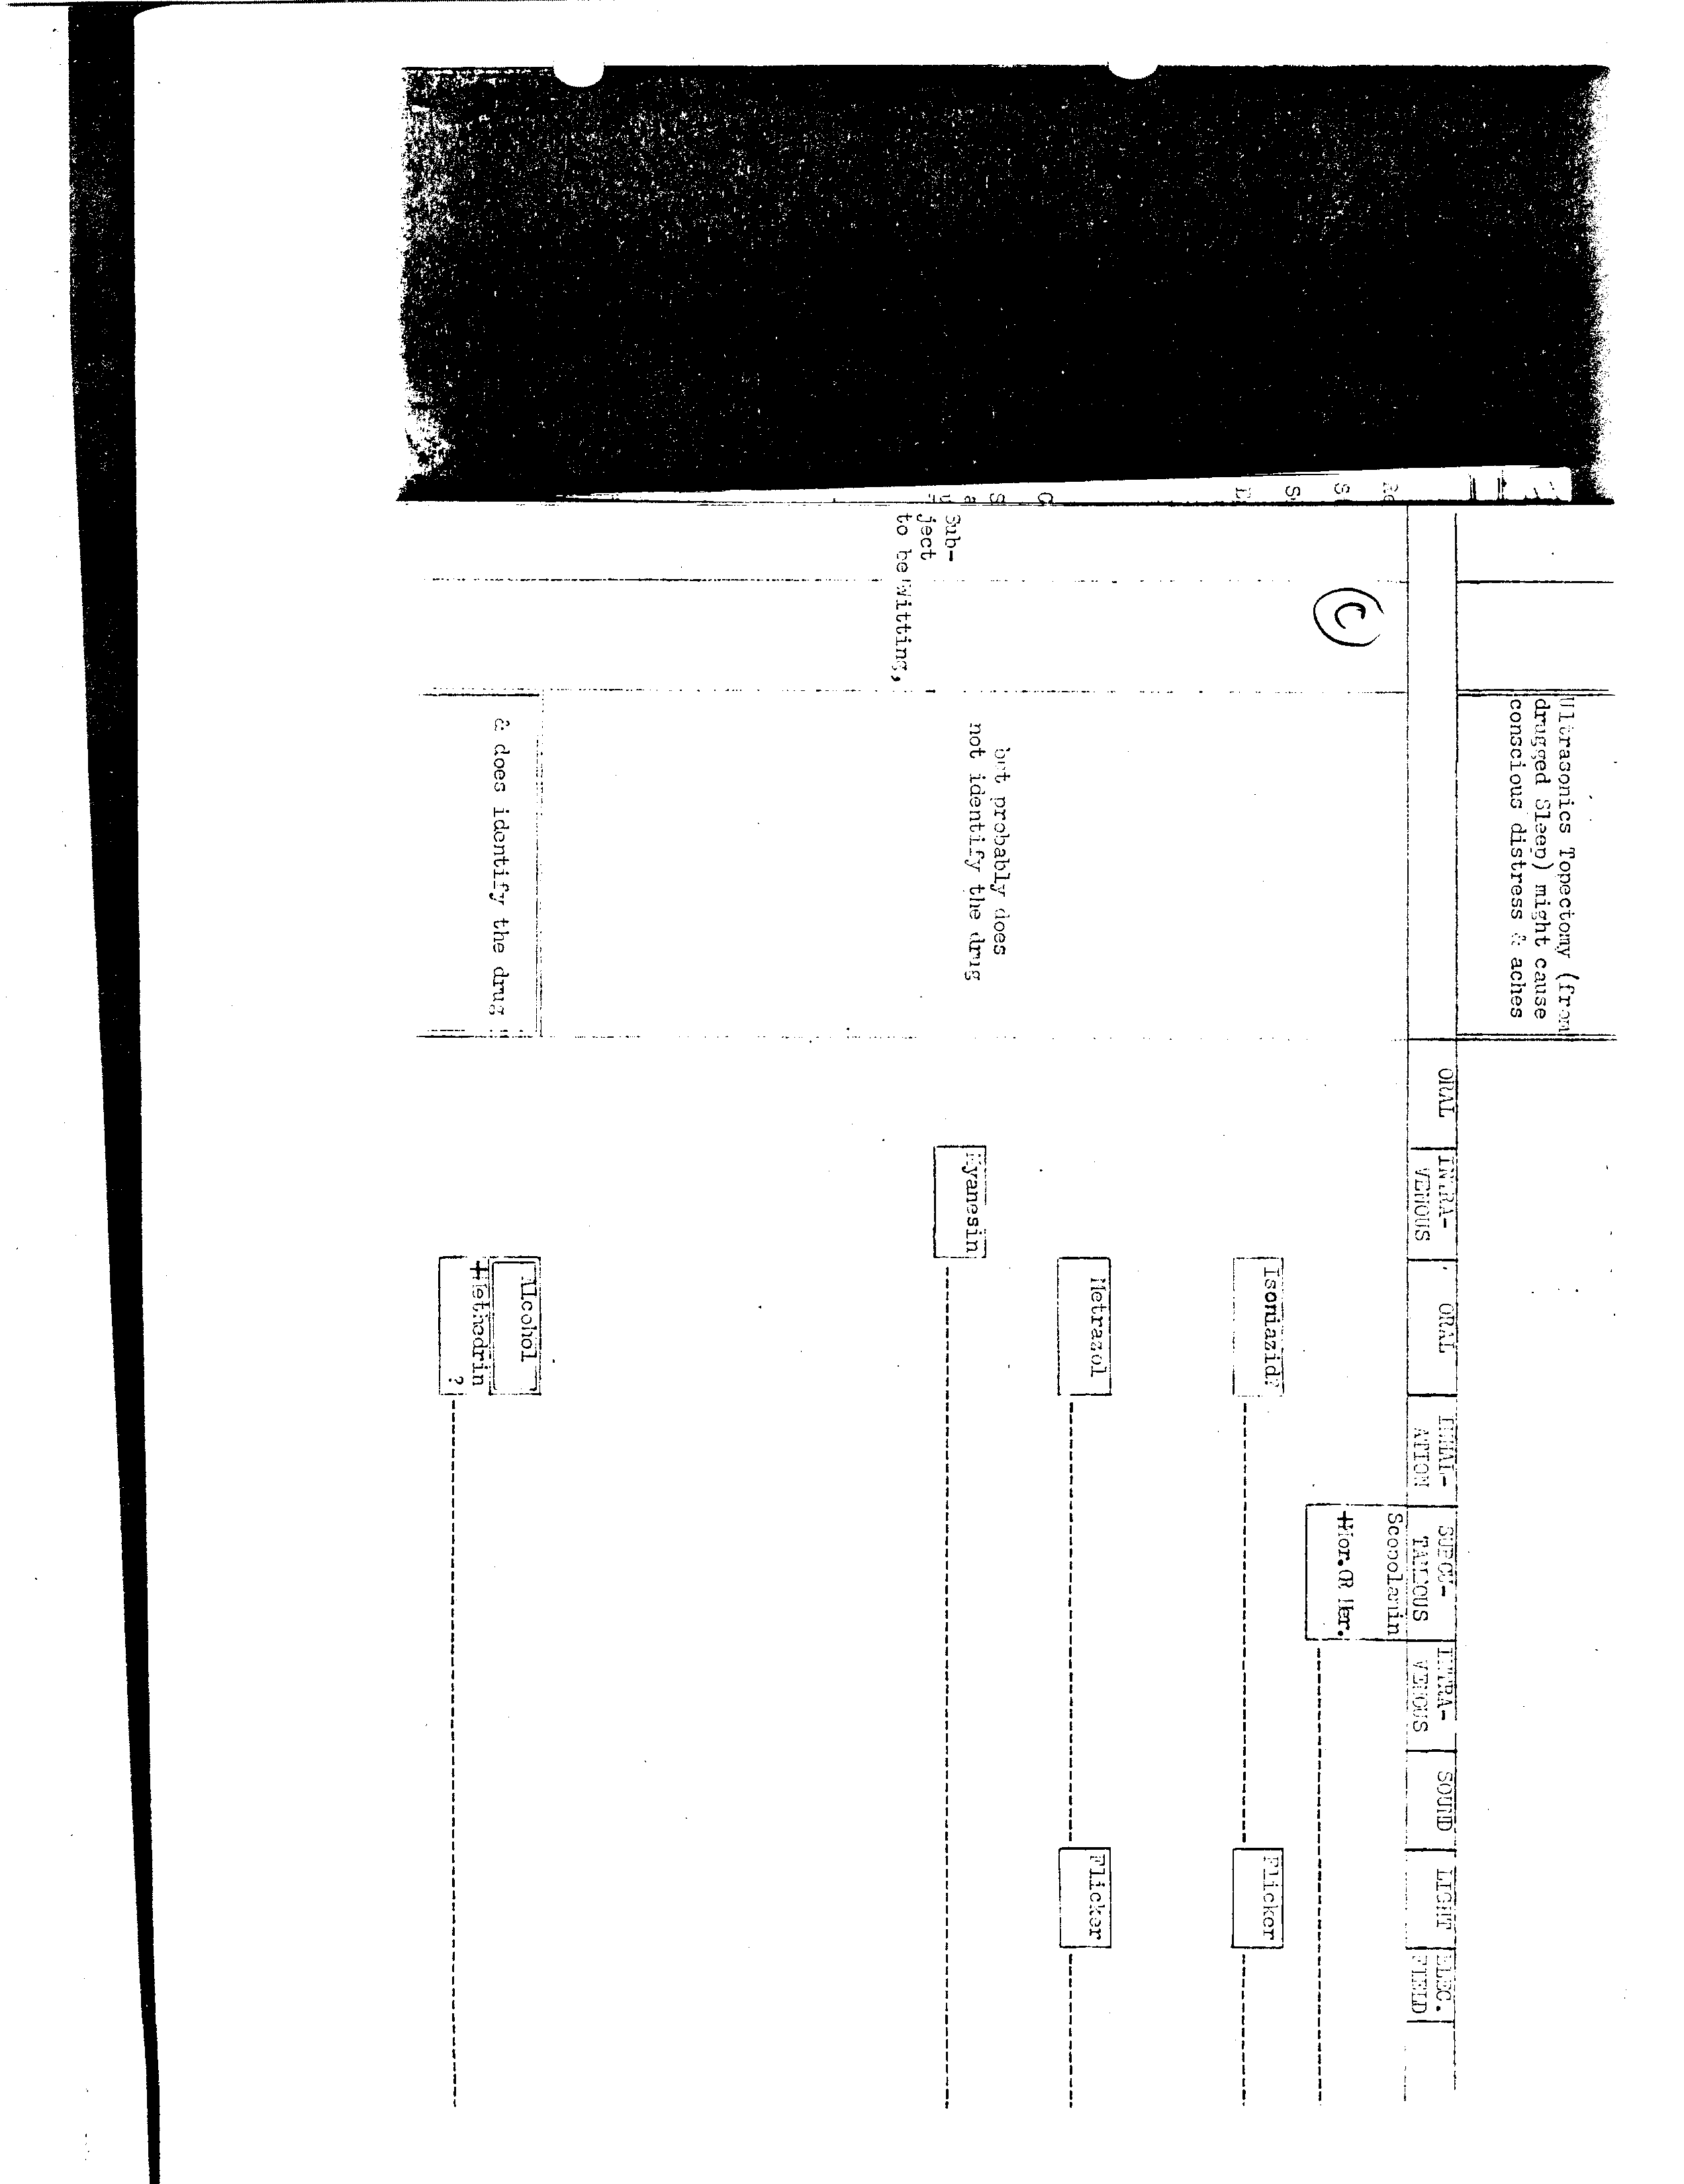 Ultrasonics Topectomy (from
drugged Sleep) might cause
conscious distress & aches
ORAL
INTRA-
VENOUS
ORAL
INHAL-
ATION
SUBCU-
TANEOUS
INTRA-
VENOUS
SOUND
LIGHT
ELEC.
FIELD
C
Scopolamin
+Mor.OR Her.
Isoniazid?
Flicker
Metrazol
Flicker
but probably does
not identify the drug
Myanesin
Sub-
ject
to be witting,
& does identify the drug
Alcohol
+Methedrin
?